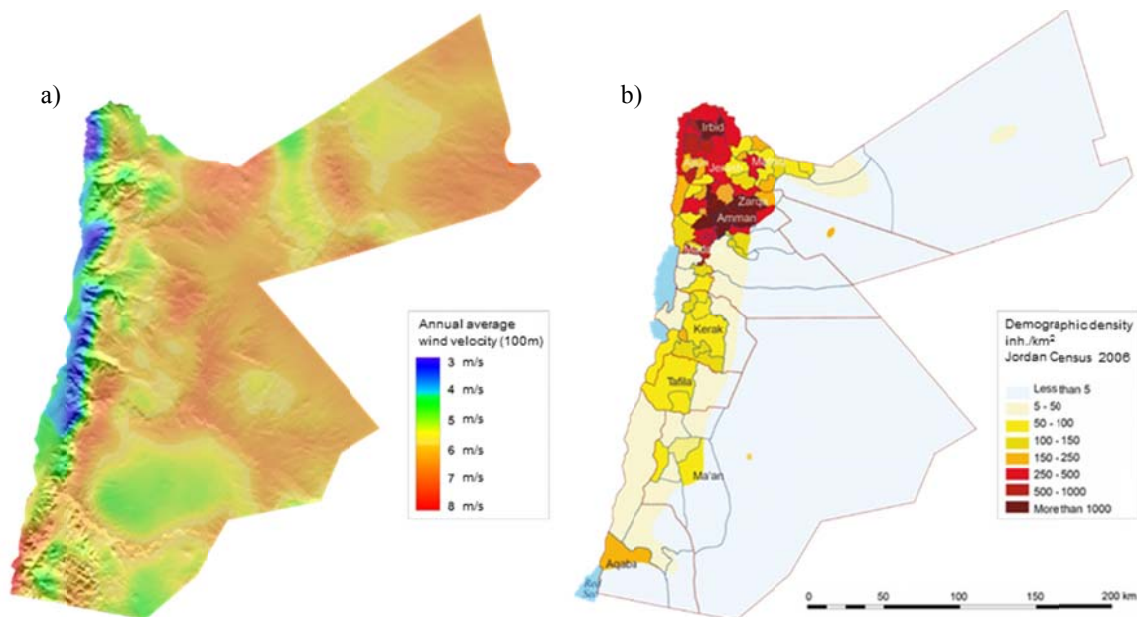 a)
Annual average
wind velocity (100m)
3 m/s
4 m/s
5 m/s
6 m/s
7 m/s
8 m/s
b)
Irbid
Zarqa
Amman
Kerak
Tafila
Ma'an
Aqaba
Red
Sea
Demographic density
inh./km²
Jordan Census 2006
Less than 5
5 - 50
50 - 100
100 - 150
150 - 250
250 - 500
500 - 1000
More than 1000
0 50 100 150 200 km